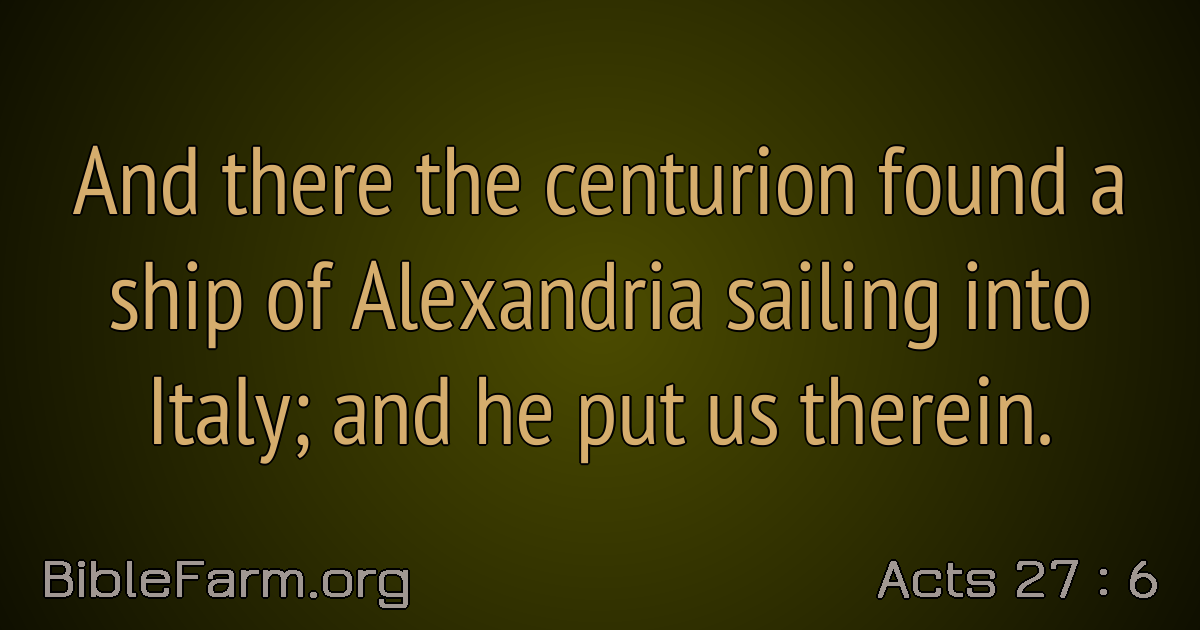 And there the centurion found a
ship of Alexandria sailing into
Italy; and he put us therein.
BibleFarm.org
Acts 27 : 6